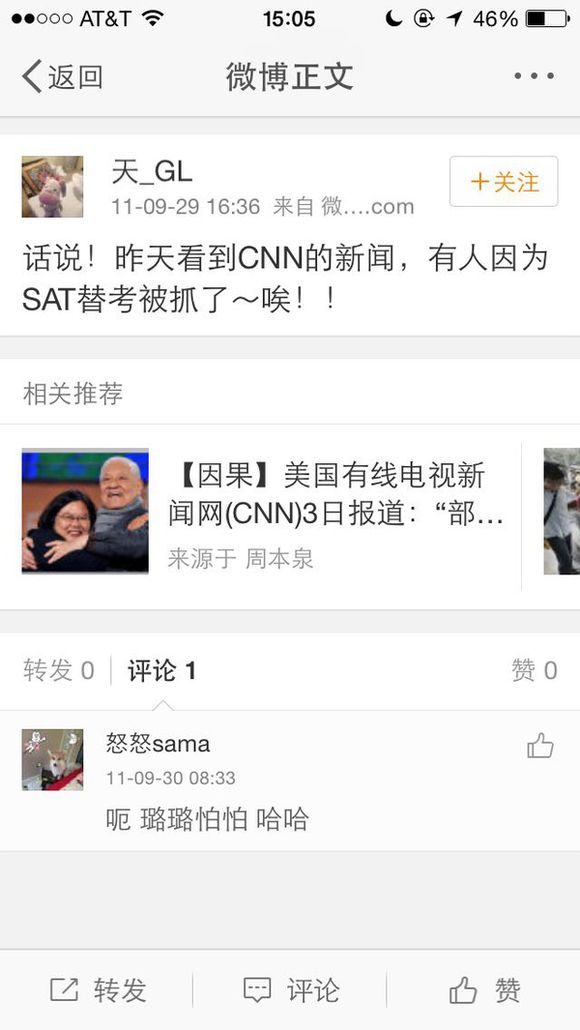 AT&T 15:05 46%
返回 微博正文
天_GL
+关注
11-09-29 16:36 来自 微....com
话说！昨天看到CNN的新闻，有人因为
SAT替考被抓了～唉！！
相关推荐
【因果】美国有线电视新
闻网(CNN)3日报道：“部...
来源于 周本泉
转发 0 评论 1 赞 0
怒怒sama
11-09-30 08:33
呃 璐璐怕怕 哈哈
转发 评论 赞